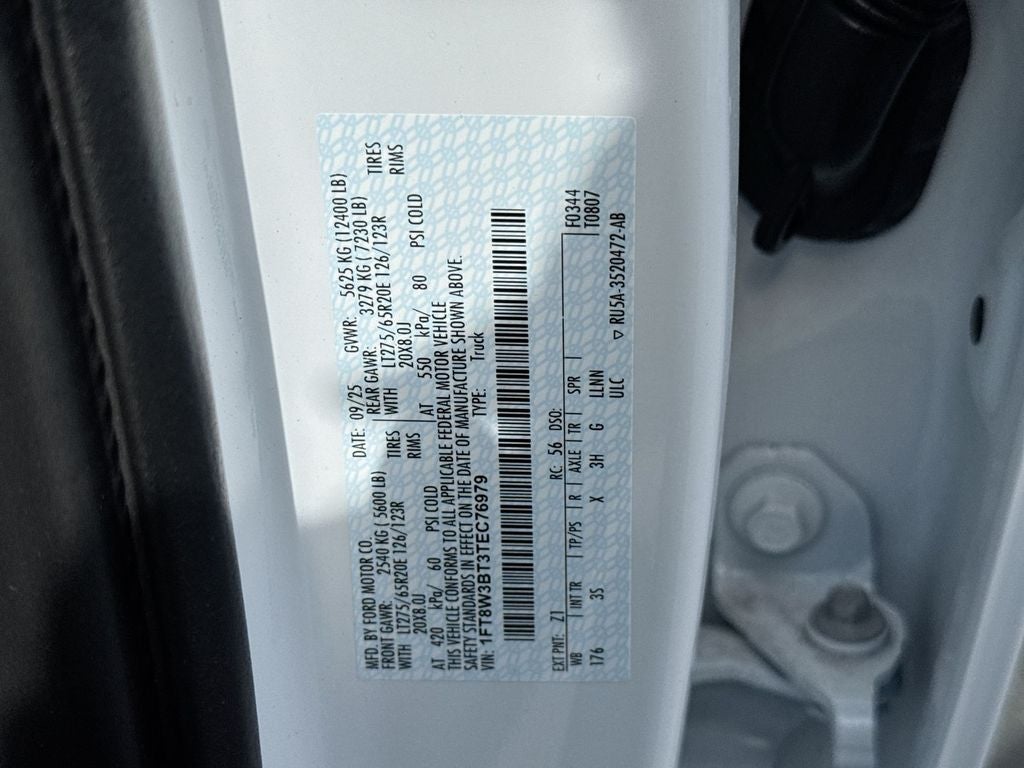 MFD. BY FORD MOTOR CO. DATE: 09/25 GVWR: 5625 KG (12400 LB)
FRONT GAWR: 2540 KG ( 5600 LB) REAR GAWR: 3279 KG ( 7230 LB)
WITH LT275/65R20E 126/123R TIRES WITH LT275/65R20E 126/123R TIRES
20X8.0J RIMS 20X8.0J RIMS
AT 420 kPa/ 60 PSI COLD AT 550 kPa/ 80 PSI COLD
THIS VEHICLE CONFORMS TO ALL APPLICABLE FEDERAL MOTOR VEHICLE
SAFETY STANDARDS IN EFFECT ON THE DATE OF MANUFACTURE SHOWN ABOVE.
VIN: 1FT8W3BT3TEC76979 TYPE: Truck
EXT PNT: Z1 RC: 56 DSO: F0344
WB | INT TR | TP/PS | R | AXLE | TR | SPR | T0807
176 3S X 3H G LLNN
ULC ▽ RU5A-3520472-AB